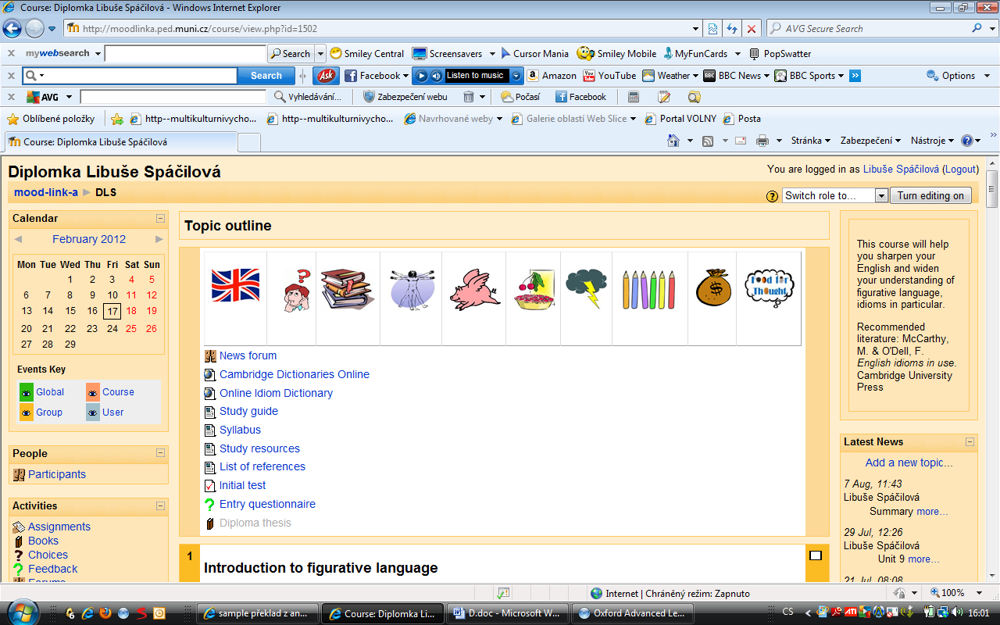 Course: Diplomka Libuše Spáčilová - Windows Internet Explorer
http://moodlinka.ped.muni.cz/course/view.php?id=1502
AVG Secure Search
mywebsearch Search Smiley Central Screensavers Cursor Mania Smiley Mobile MyFunCards PopSwatter
Search Ask Facebook Listen to music Amazon YouTube Weather BBC News BBC Sports Options
AVG Vyhledávání... Zabezpečení webu Počasí Facebook
Oblíbené položky http--multikulturnivycho... http--multikulturnivycho... Navrhované weby Galerie oblastí Web Slice Portal VOLNY Posta
Course: Diplomka Libuše Spáčilová
Stránka Zabezpečení Nástroje
Diplomka Libuše Spáčilová
You are logged in as Libuše Spáčilová (Logout)
mood-link-a ► DLS
Switch role to... Turn editing on
Calendar
February 2012
Mon Tue Wed Thu Fri Sat Sun
1 2 3 4 5
6 7 8 9 10 11 12
13 14 15 16 17 18 19
20 21 22 23 24 25 26
27 28 29
Events Key
Global Course
Group User
People
Participants
Activities
Assignments
Books
Choices
Feedback
Forums
Topic outline
Food for
Thought
News forum
Cambridge Dictionaries Online
Online Idiom Dictionary
Study guide
Syllabus
Study resources
List of references
Initial test
Entry questionnaire
Diploma thesis
1
Introduction to figurative language
This course will help
you sharpen your
English and widen
your understanding of
figurative language,
idioms in particular.
Recommended
literature: McCarthy,
M. & O'Dell, F.
English idioms in use.
Cambridge University
Press
Latest News
Add a new topic...
7 Aug, 11:43
Libuše Spáčilová
Summary more...
29 Jul, 12:26
Libuše Spáčilová
Unit 9 more...
21 Jul, 08:08
Internet | Chráněný režim: Zapnuto
100%
sample překlad z an...
Course: Diplomka Li...
D.doc - Microsoft W...
Oxford Advanced Le...
CS
16:01